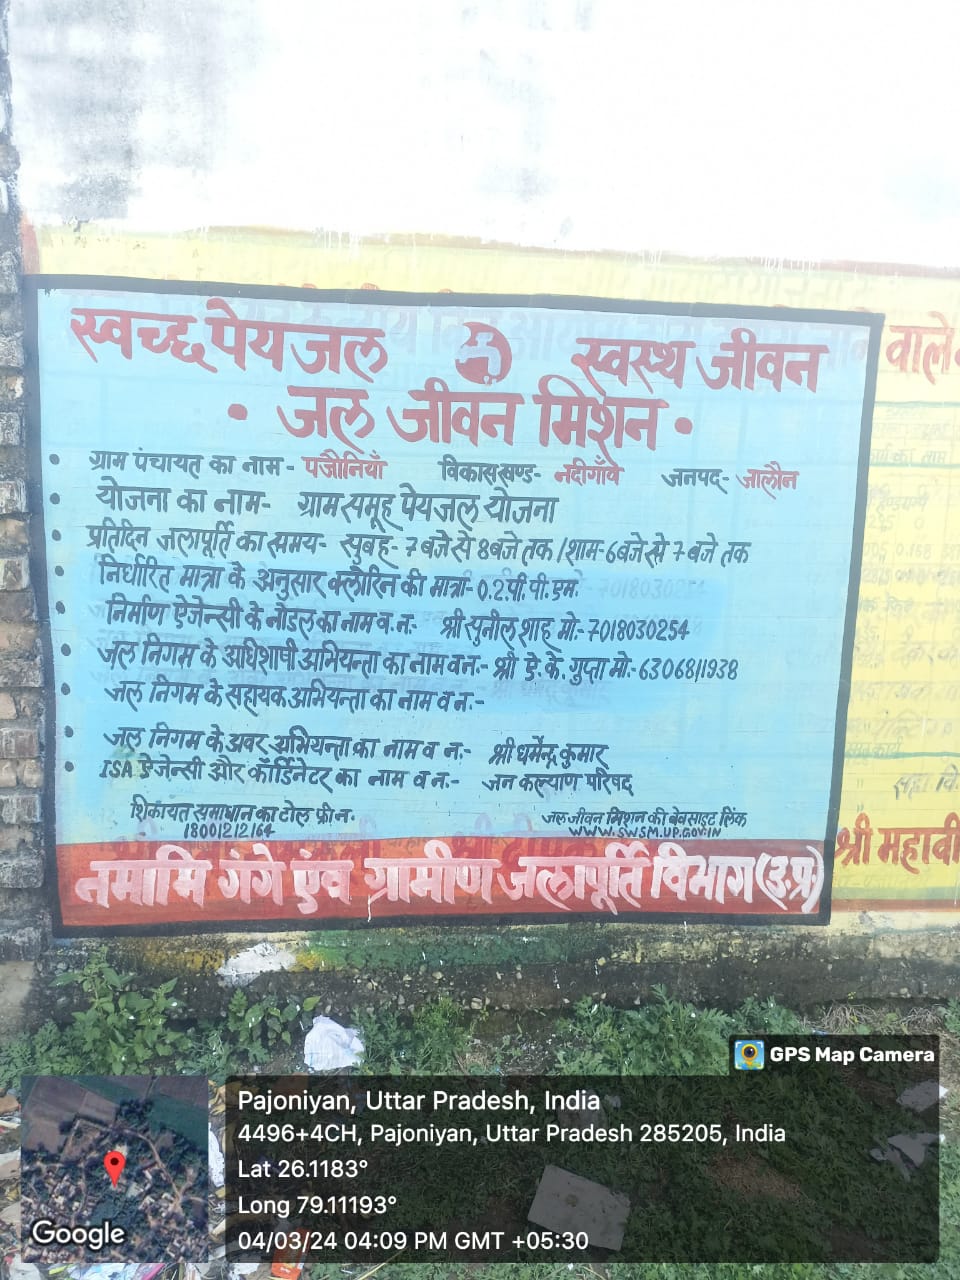 स्वच्छ पेयजल स्वस्थ जीवन
• जल जीवन मिशन •
• ग्राम पंचायत का नाम - पजौनियाँ विकासखण्ड - नदीगाँव जनपद - जालौन
• योजना का नाम - ग्राम समूह पेयजल योजना
• प्रतिदिन जलापूर्ति का समय - सुबह - 7 बजे से 8 बजे तक / शाम - 6 बजे से 7 बजे तक
• निर्धारित मात्रा के अनुसार क्लोरिन की मात्रा - 0.2 पी.पी.एम. 7018030254
• निर्माण ऐजेन्सी के नोडल का नाम व न.- श्री सुनील शाहू मो.- 7018030254
• जल निगम के अधिशाषी अभियन्ता का नाम व न.- श्री ऐ. के. गुप्ता मो.- 6306811938
• जल निगम के सहायक अभियन्ता का नाम व न.-
• जल निगम के अवर अभियन्ता का नाम व न.- श्री धर्मेन्द्र कुमार
• ISA ऐजेन्सी और कॉर्डिनेटर का नाम व न.- जन कल्याण परिषद
शिकायत समाधान का टोल फ्री न.
18001212164
जल जीवन मिशन की बेवसाइट लिंक
WWW.SWSM.UP.GOV.IN
नमामि गंगे एंव ग्रामीण जलापूर्ति विभाग (उ.प्र.)
वाले
श्री महावी
GPS Map Camera
Pajoniyan, Uttar Pradesh, India
4496+4CH, Pajoniyan, Uttar Pradesh 285205, India
Lat 26.1183°
Long 79.11193°
04/03/24 04:09 PM GMT +05:30
Google